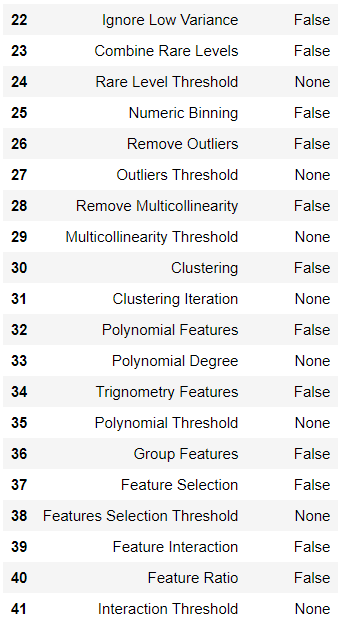 22 Ignore Low Variance False
23 Combine Rare Levels False
24 Rare Level Threshold None
25 Numeric Binning False
26 Remove Outliers False
27 Outliers Threshold None
28 Remove Multicollinearity False
29 Multicollinearity Threshold None
30 Clustering False
31 Clustering Iteration None
32 Polynomial Features False
33 Polynomial Degree None
34 Trignometry Features False
35 Polynomial Threshold None
36 Group Features False
37 Feature Selection False
38 Features Selection Threshold None
39 Feature Interaction False
40 Feature Ratio False
41 Interaction Threshold None